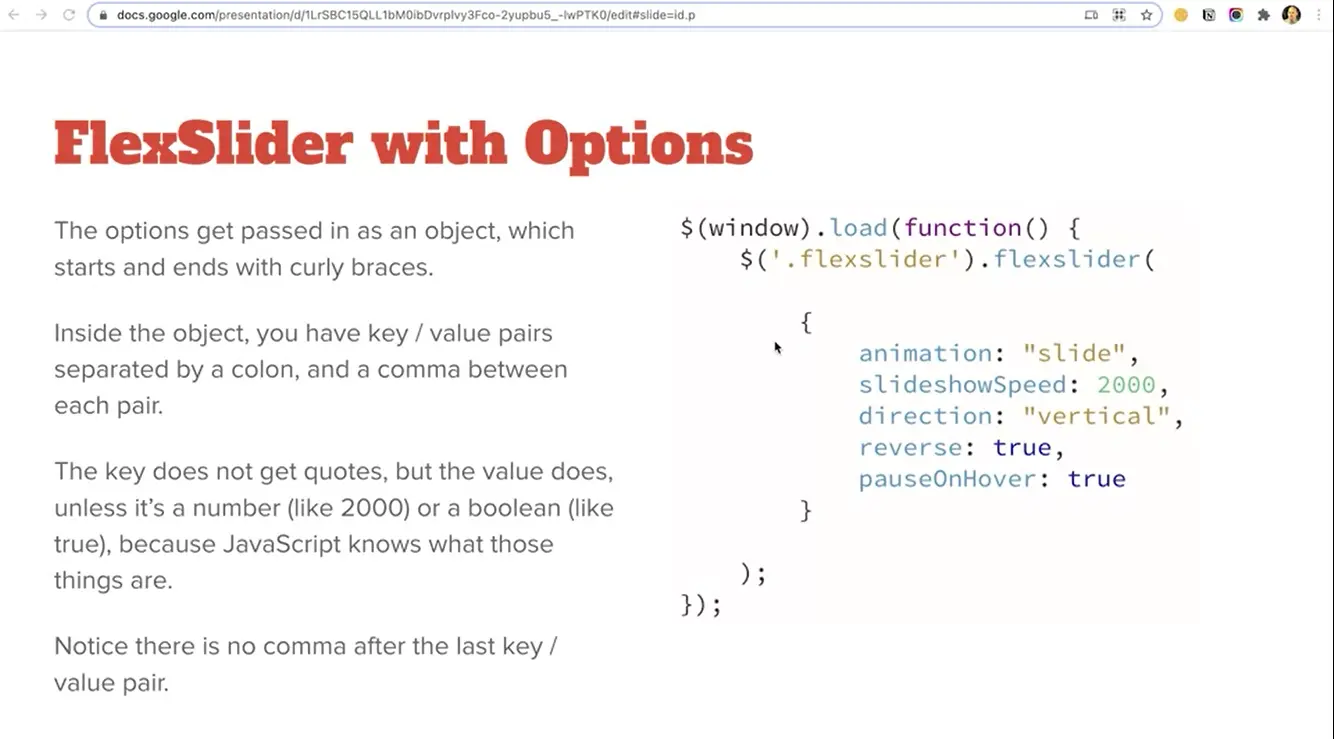 docs.google.com/presentation/d/1LrSBC15QLL1bM0ibDvrplvy3Fco-2yupbu5_-lwPTK0/edit#slide=id.p
FlexSlider with Options
The options get passed in as an object, which
starts and ends with curly braces.
Inside the object, you have key / value pairs
separated by a colon, and a comma between
each pair.
The key does not get quotes, but the value does,
unless it’s a number (like 2000) or a boolean (like
true), because JavaScript knows what those
things are.
Notice there is no comma after the last key /
value pair.
$(window).load(function() {
$('.flexslider').flexslider(
{
animation: "slide",
slideshowSpeed: 2000,
direction: "vertical",
reverse: true,
pauseOnHover: true
}
);
});